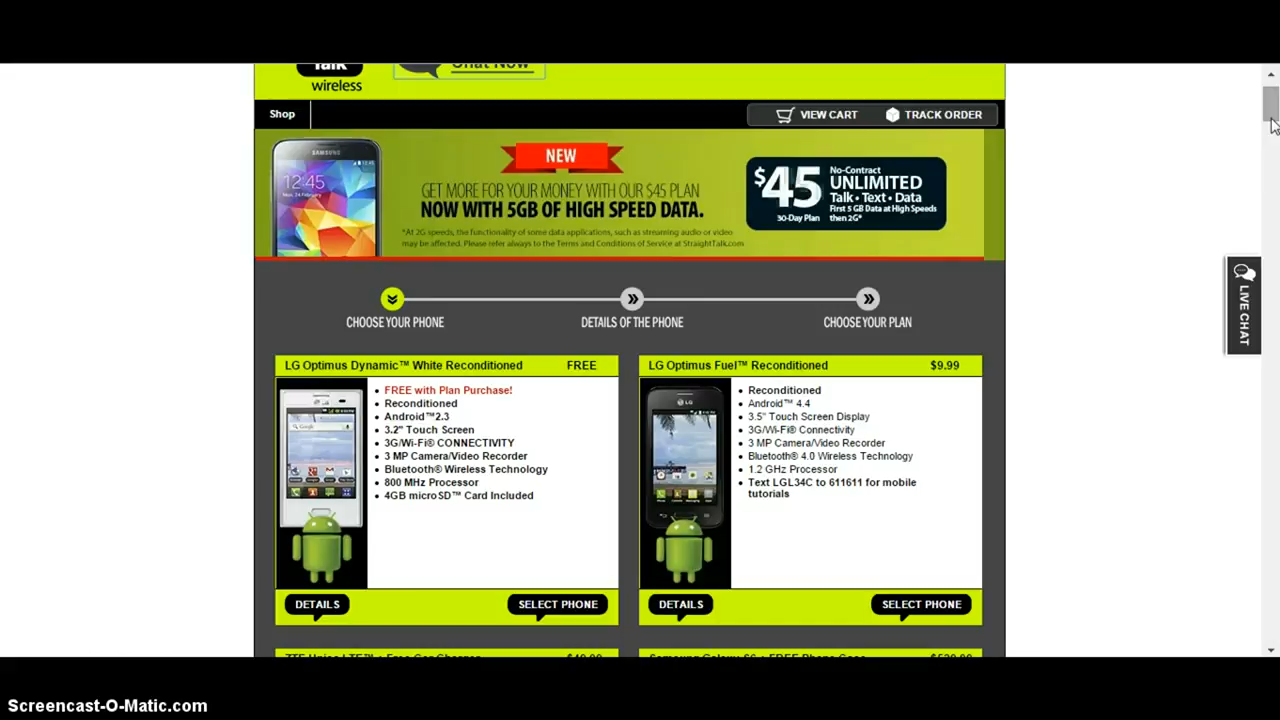 Talk
wireless
Chat Now
Shop
VIEW CART
TRACK ORDER
SAMSUNG
12:45
NEW
GET MORE FOR YOUR MONEY WITH OUR $45 PLAN
NOW WITH 5GB OF HIGH SPEED DATA.
*At 2G speeds, the functionality of some data applications, such as streaming audio or video
may be affected. Please refer always to the Terms and Conditions of Service at StraightTalk.com
$45
30-Day Plan
No-Contract
UNLIMITED
Talk • Text • Data
First 5 GB Data at High Speeds
then 2G*
LIVE CHAT
CHOOSE YOUR PHONE
DETAILS OF THE PHONE
CHOOSE YOUR PLAN
LG Optimus Dynamic™ White Reconditioned FREE
• FREE with Plan Purchase!
• Reconditioned
• Android™2.3
• 3.2" Touch Screen
• 3G/Wi-Fi® CONNECTIVITY
• 3 MP Camera/Video Recorder
• Bluetooth® Wireless Technology
• 800 MHz Processor
• 4GB microSD™ Card Included
DETAILS
SELECT PHONE
LG Optimus Fuel™ Reconditioned $9.99
• Reconditioned
• Android™ 4.4
• 3.5" Touch Screen Display
• 3G/Wi-Fi® Connectivity
• 3 MP Camera/Video Recorder
• Bluetooth® 4.0 Wireless Technology
• 1.2 GHz Processor
• Text LGL34C to 611611 for mobile
tutorials
DETAILS
SELECT PHONE
Screencast-O-Matic.com